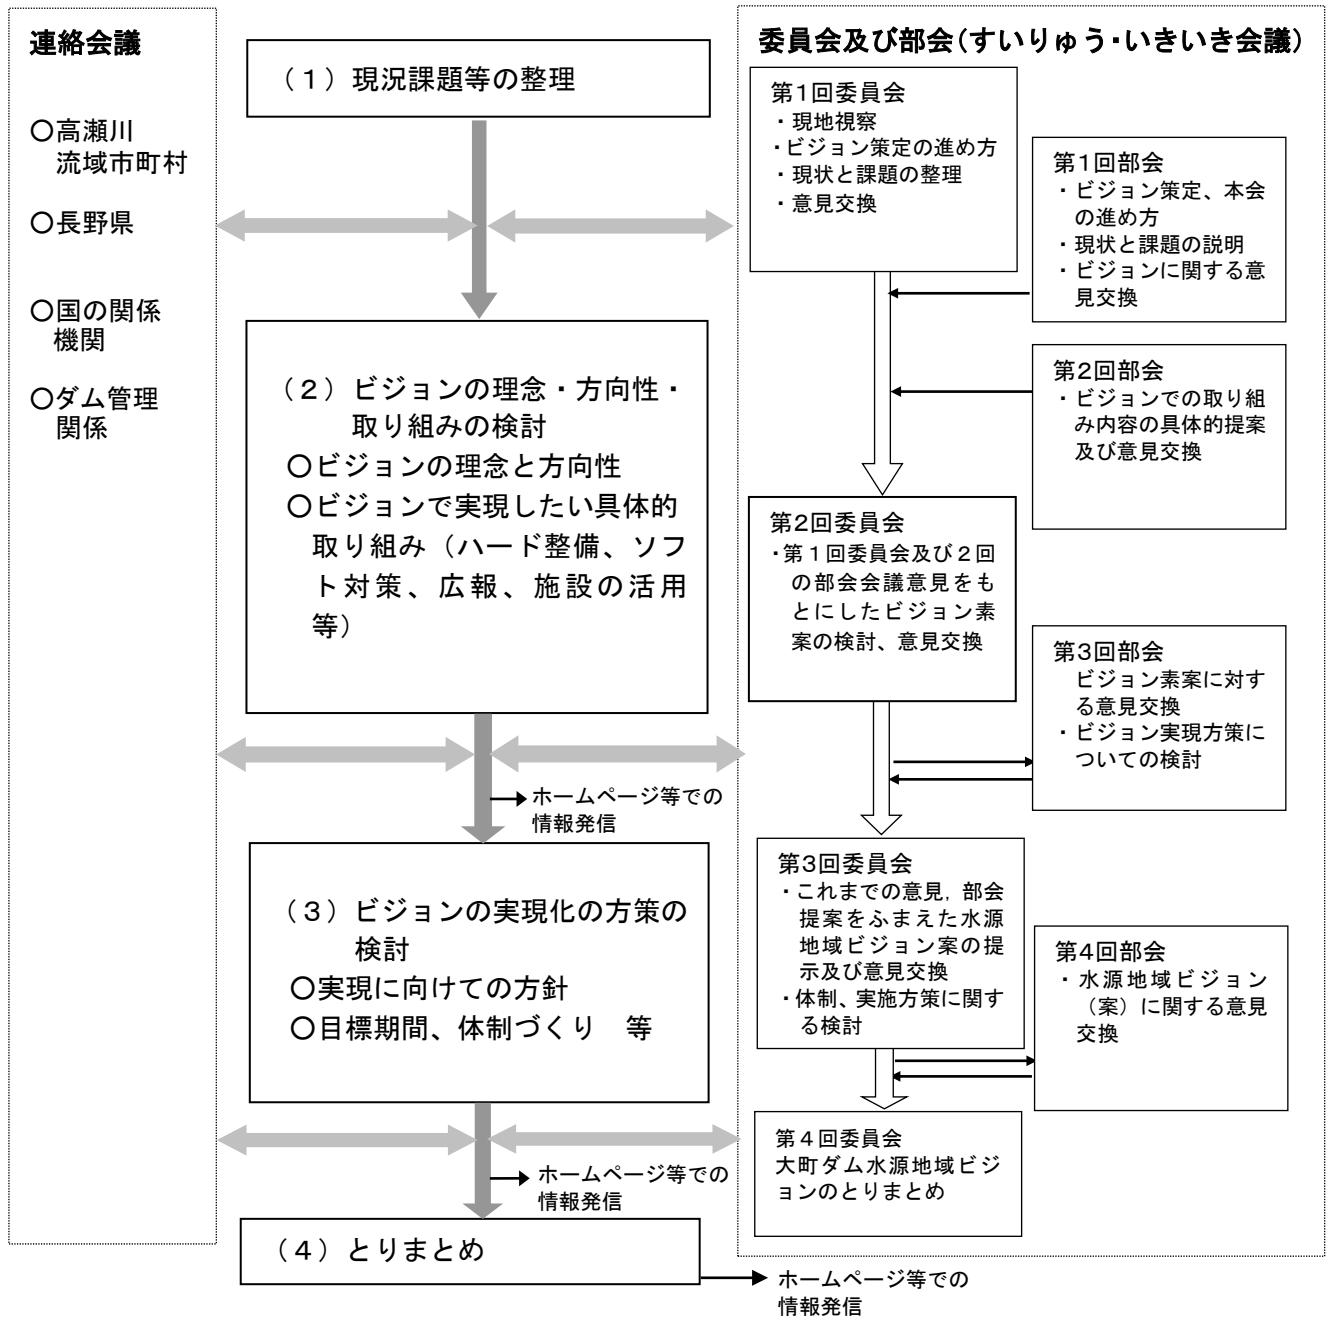 連絡会議
○高瀬川
流域市町村
○長野県
○国の関係
機関
○ダム管理
関係
（１）現況課題等の整理
（２）ビジョンの理念・方向性・
取り組みの検討
○ビジョンの理念と方向性
○ビジョンで実現したい具体的
取り組み（ハード整備、ソフ
ト対策、広報、施設の活用
等）
ホームページ等での
情報発信
（３）ビジョンの実現化の方策の
検討
○実現に向けての方針
○目標期間、体制づくり　等
ホームページ等での
情報発信
（４）とりまとめ
ホームページ等での
情報発信
委員会及び部会（すいりゅう・いきいき会議）
第1回委員会
・現地視察
・ビジョン策定の進め方
・現状と課題の整理
・意見交換
第1回部会
・ビジョン策定、本会
の進め方
・現状と課題の説明
・ビジョンに関する意
見交換
第2回部会
・ビジョンでの取り組
み内容の具体的提案
及び意見交換
第2回委員会
・第１回委員会及び２回
の部会会議意見をも
とにしたビジョン素
案の検討、意見交換
第3回部会
ビジョン素案に対す
る意見交換
・ビジョン実現方策に
ついての検討
第3回委員会
・これまでの意見，部会
提案をふまえた水源
地域ビジョン案の提
示及び意見交換
・体制、実施方策に関す
る検討
第4回部会
・水源地域ビジョン
（案）に関する意見
交換
第４回委員会
大町ダム水源地域ビジ
ョンのとりまとめ